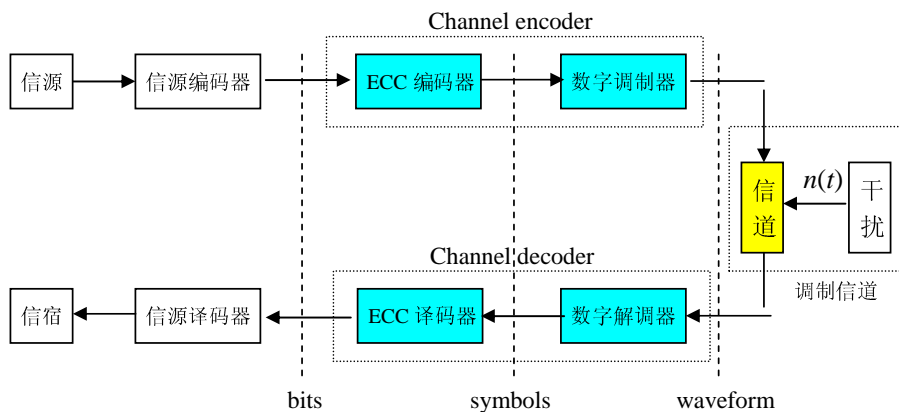 Channel encoder
信源
信源编码器
ECC 编码器
数字调制器
信道
n(t)
干扰
调制信道
Channel decoder
信宿
信源译码器
ECC 译码器
数字解调器
bits
symbols
waveform